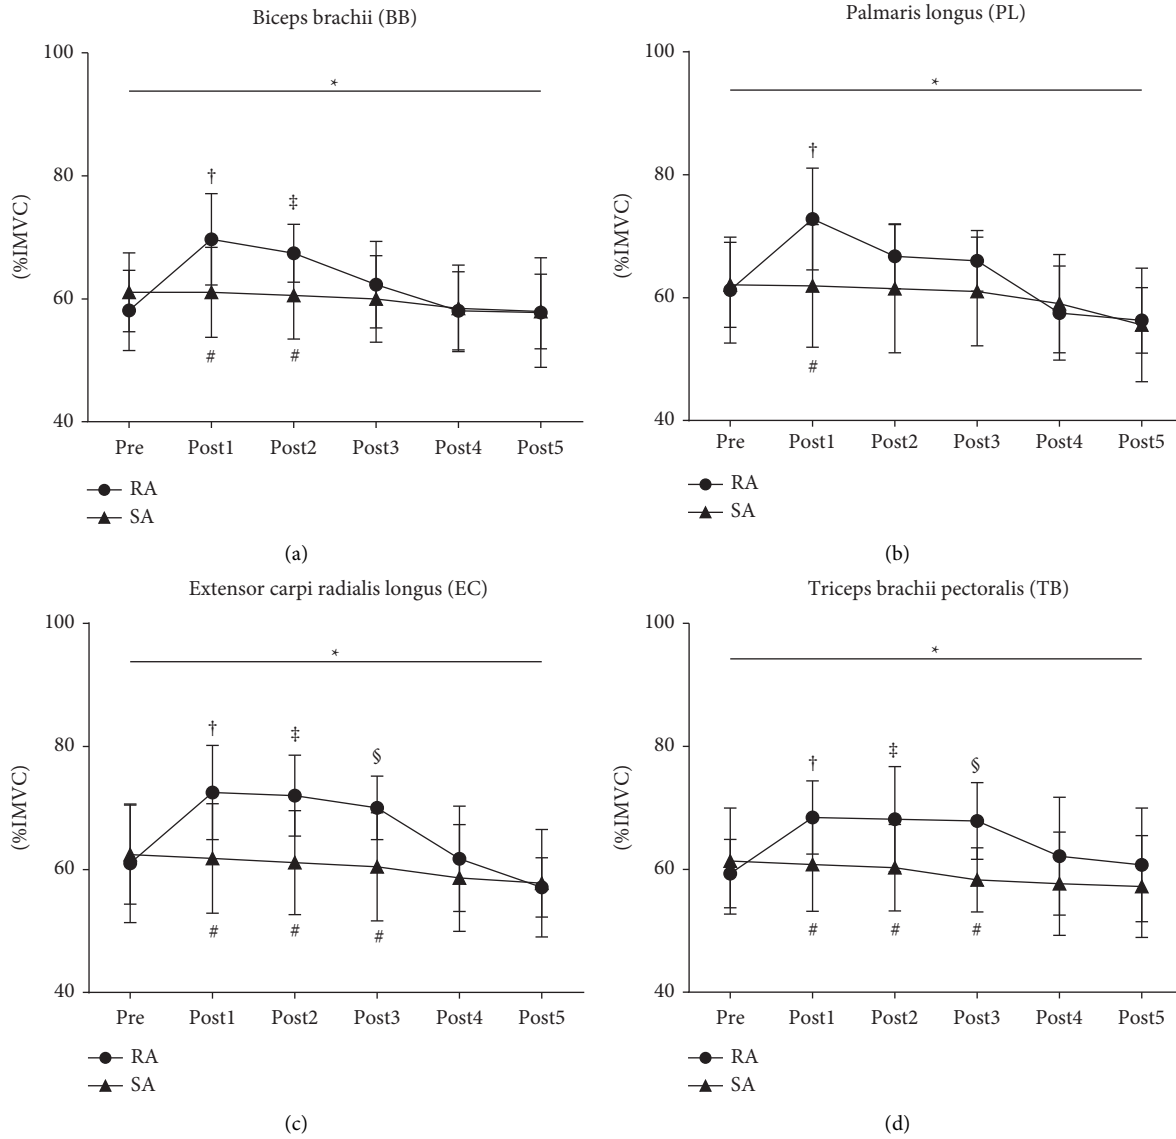 Biceps brachii (BB)
(%IMVC)
100
80
60
40
*
†
‡
#
#
Pre Post1 Post2 Post3 Post4 Post5
RA
SA
(a)
Palmaris longus (PL)
(%IMVC)
100
80
60
40
*
†
#
Pre Post1 Post2 Post3 Post4 Post5
RA
SA
(b)
Extensor carpi radialis longus (EC)
(%IMVC)
100
80
60
40
*
†
‡
§
#
#
#
Pre Post1 Post2 Post3 Post4 Post5
RA
SA
(c)
Triceps brachii pectoralis (TB)
(%IMVC)
100
80
60
40
*
†
‡
§
#
#
#
Pre Post1 Post2 Post3 Post4 Post5
RA
SA
(d)